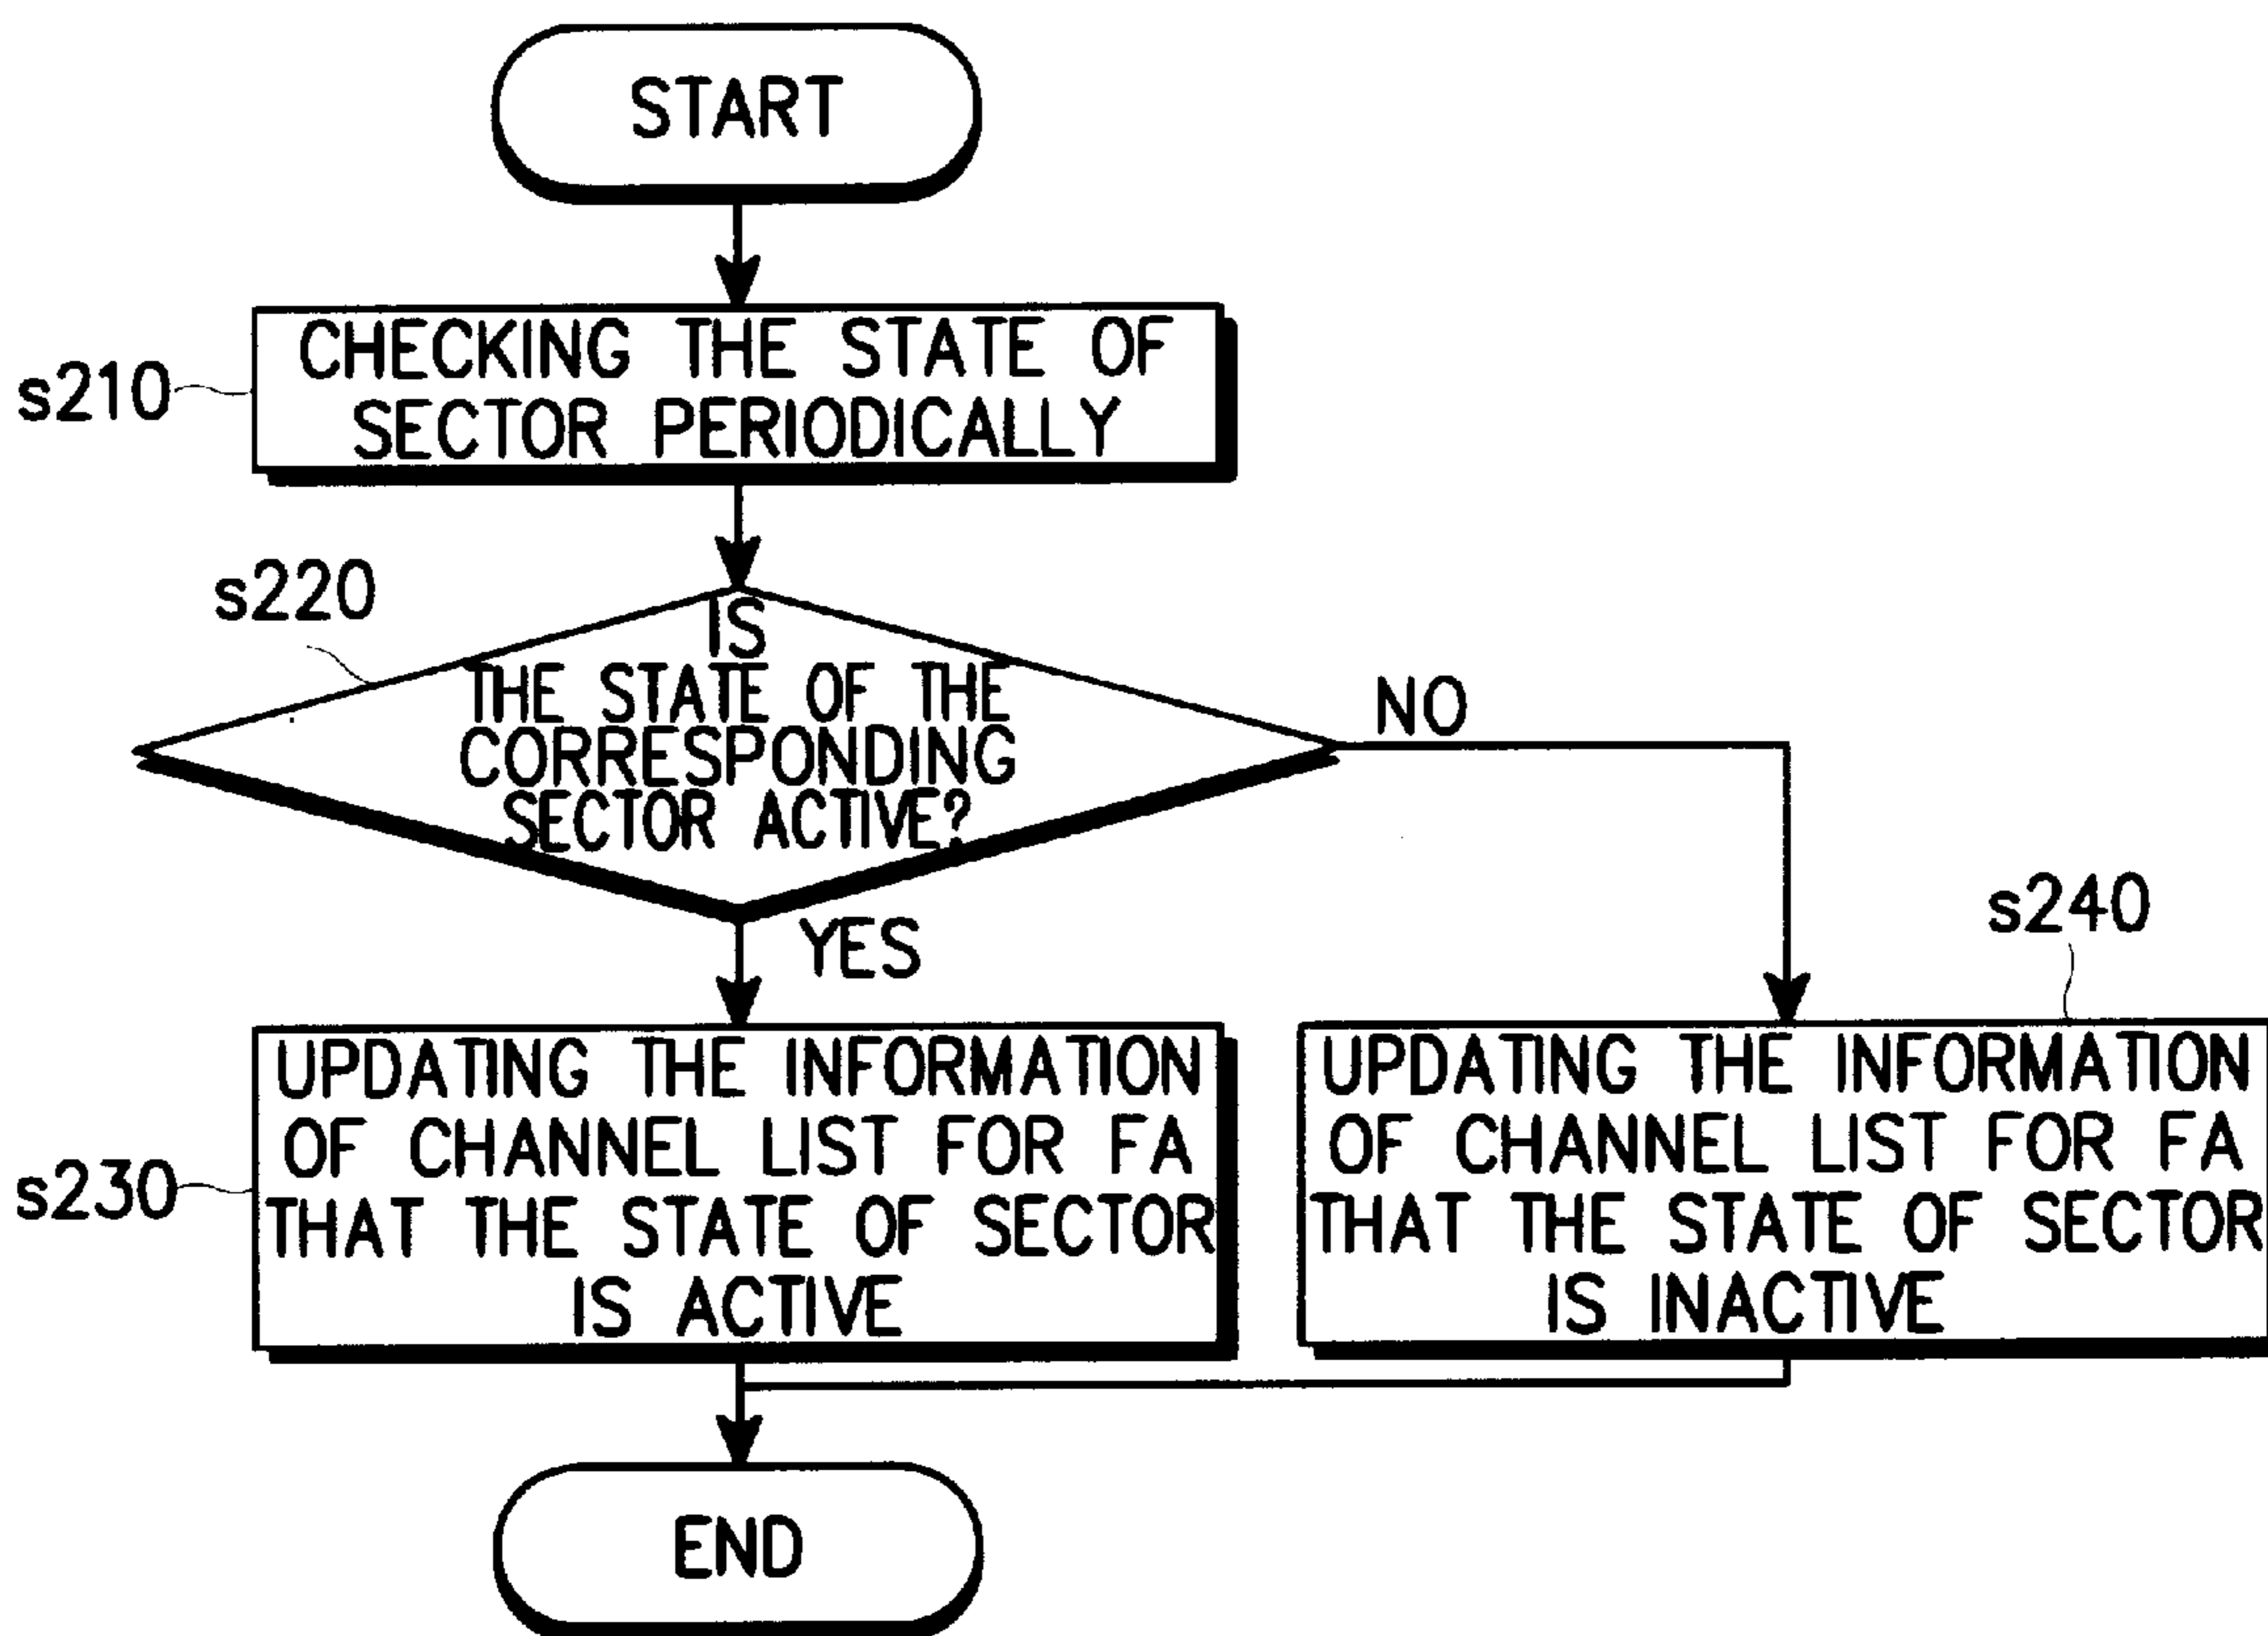 START
s210
CHECKING THE STATE OF
SECTOR PERIODICALLY
s220
IS
THE STATE OF THE
CORRESPONDING
SECTOR ACTIVE?
NO
YES
s230
UPDATING THE INFORMATION
OF CHANNEL LIST FOR FA
THAT THE STATE OF SECTOR
IS ACTIVE
s240
UPDATING THE INFORMATION
OF CHANNEL LIST FOR FA
THAT THE STATE OF SECTOR
IS INACTIVE
END